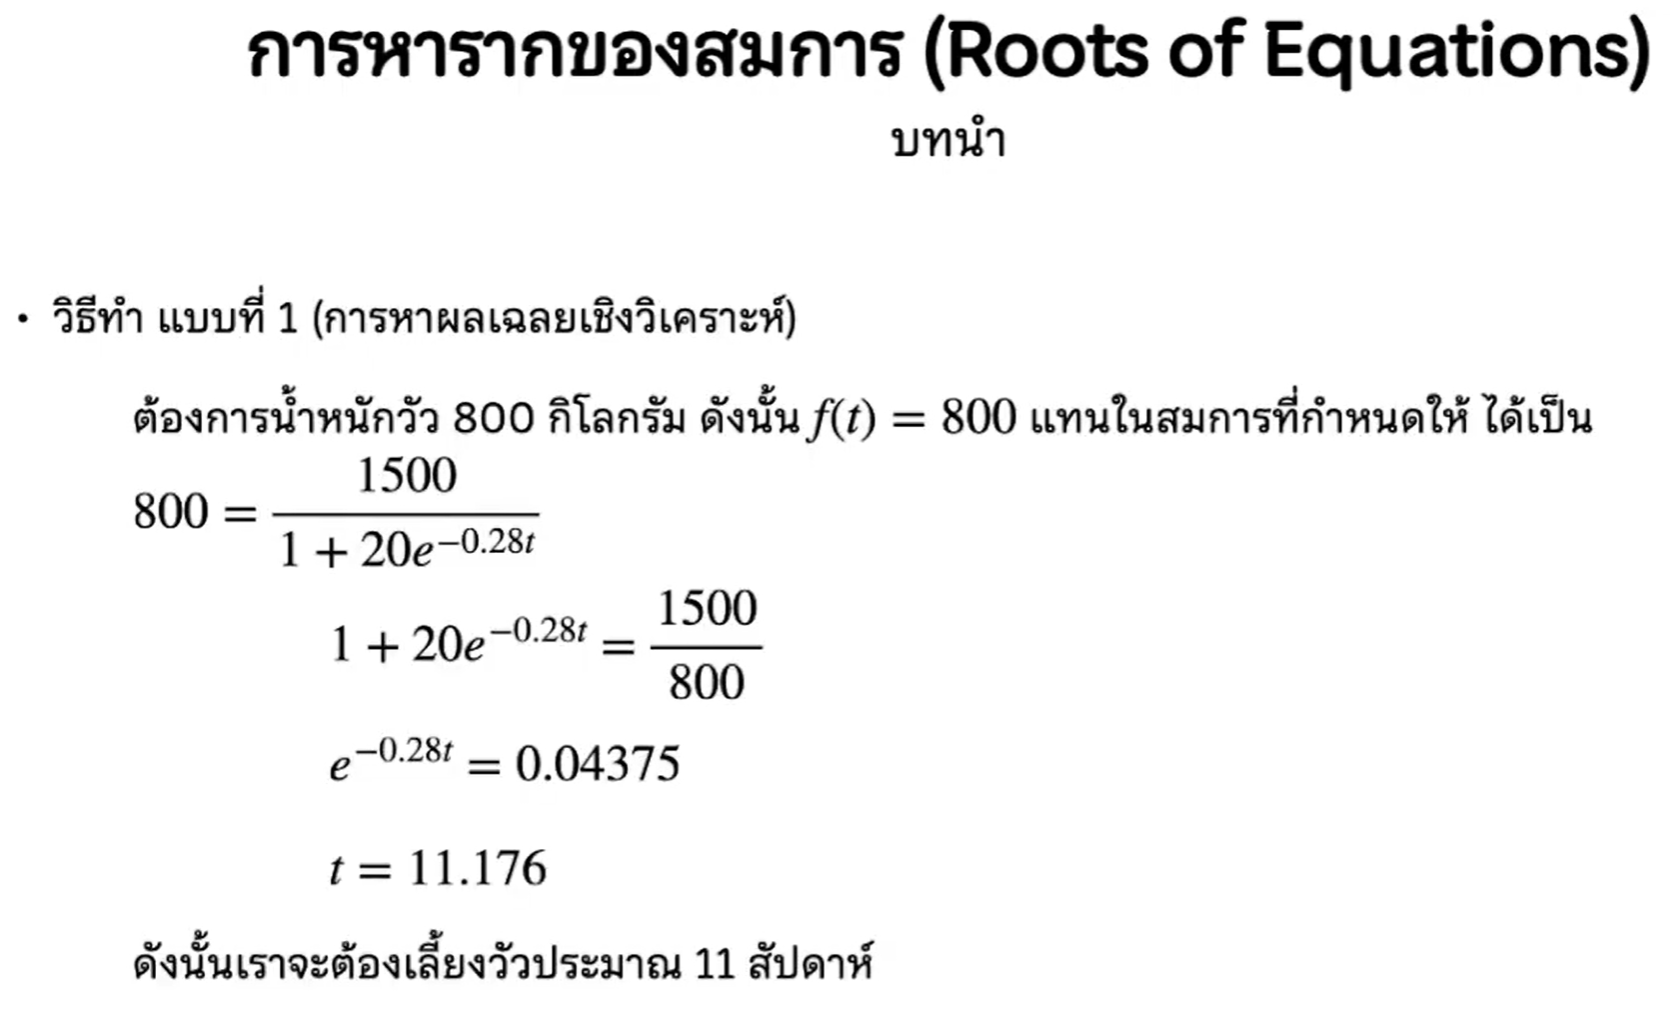 การหารากของสมการ (Roots of Equations)
บทนำ
• วิธีทำ แบบที่ 1 (การหาผลเฉลยเชิงวิเคราะห์)
ต้องการน้ำหนักวัว 800 กิโลกรัม ดังนั้น f(t) = 800 แทนในสมการที่กำหนดให้ ได้เป็น
800 = \frac{1500}{1 + 20e^{-0.28t}}
1 + 20e^{-0.28t} = \frac{1500}{800}
e^{-0.28t} = 0.04375
t = 11.176
ดังนั้นเราจะต้องเลี้ยงวัวประมาณ 11 สัปดาห์